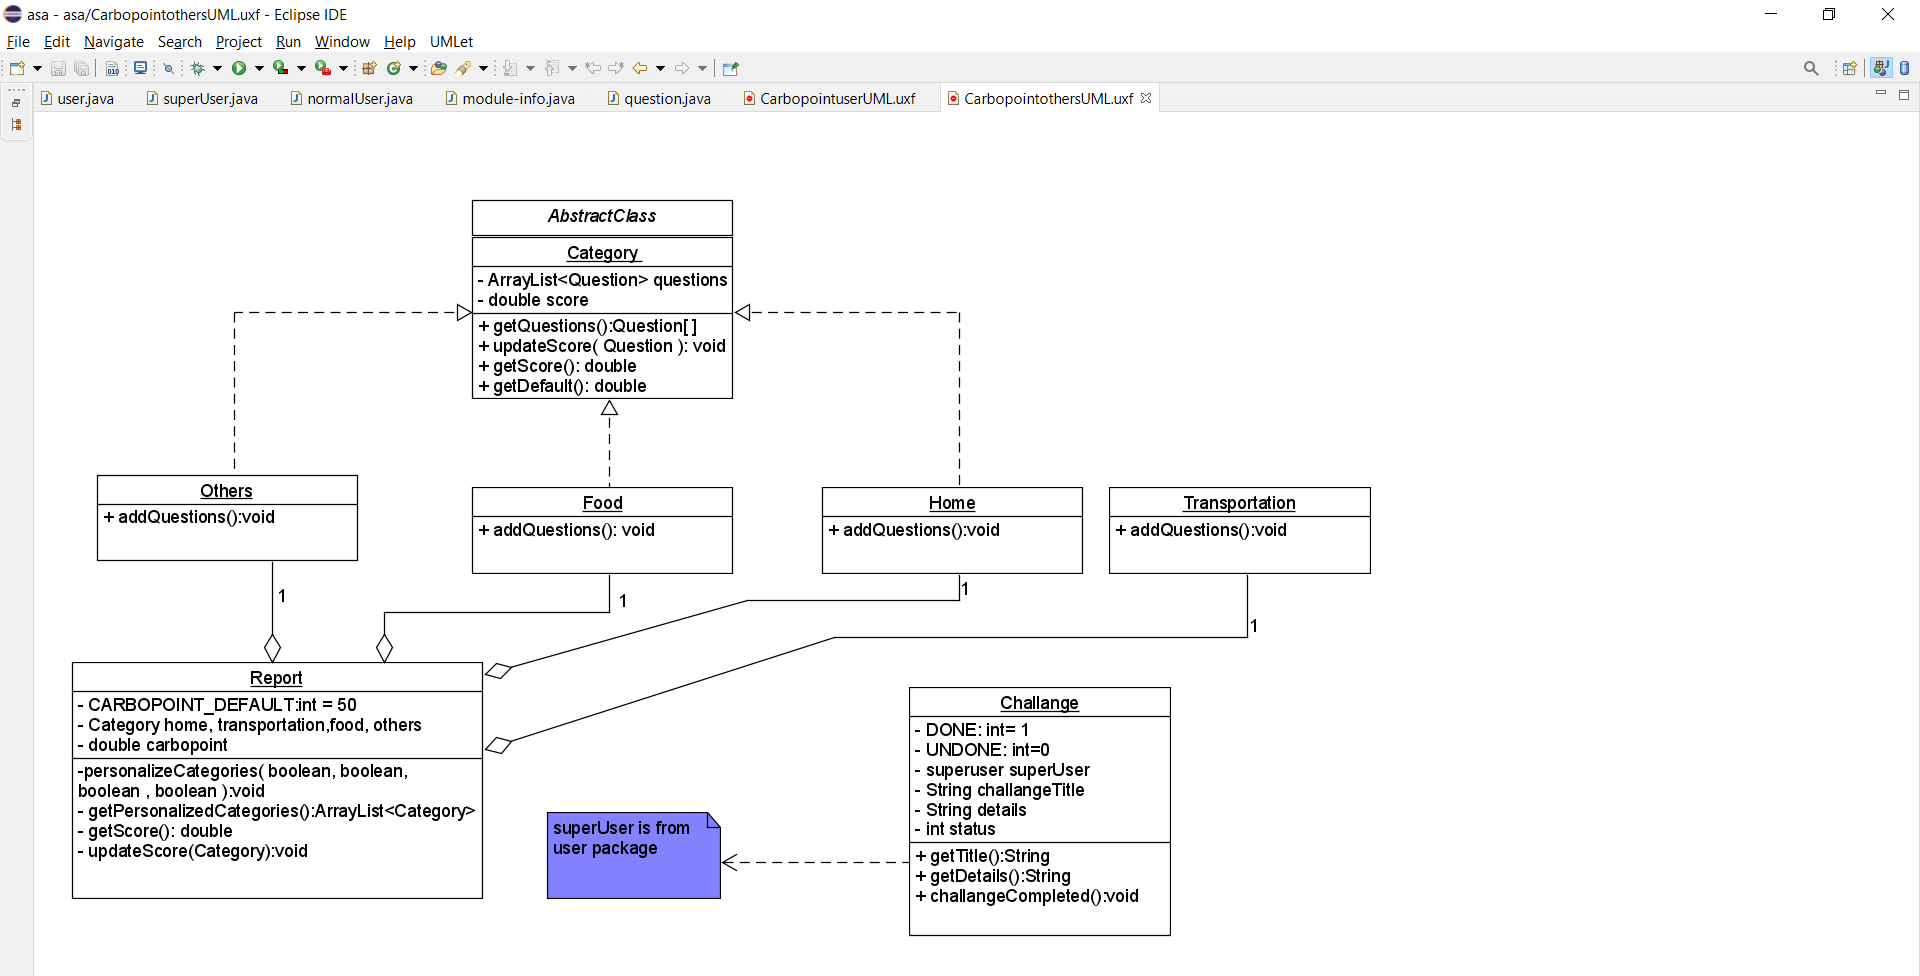 asa - asa/CarbopointothersUML.uxf - Eclipse IDE
File Edit Navigate Search Project Run Window Help UMLet
010
user.java superUser.java normalUser.java module-info.java question.java CarbopointuserUML.uxf CarbopointothersUML.uxf
AbstractClass
Category
- ArrayList<Question> questions
- double score
+ getQuestions():Question[ ]
+ updateScore( Question ): void
+ getScore(): double
+ getDefault(): double
Others
+ addQuestions():void
Food
+ addQuestions(): void
Home
+ addQuestions():void
Transportation
+ addQuestions():void
1
1
1
1
Report
- CARBOPOINT_DEFAULT:int = 50
- Category home, transportation,food, others
- double carbopoint
-personalizeCategories( boolean, boolean,
boolean , boolean ):void
- getPersonalizedCategories():ArrayList<Category>
- getScore(): double
- updateScore(Category):void
superUser is from
user package
Challange
- DONE: int= 1
- UNDONE: int=0
- superuser superUser
- String challangeTitle
- String details
- int status
+ getTitle():String
+ getDetails():String
+ challangeCompleted():void